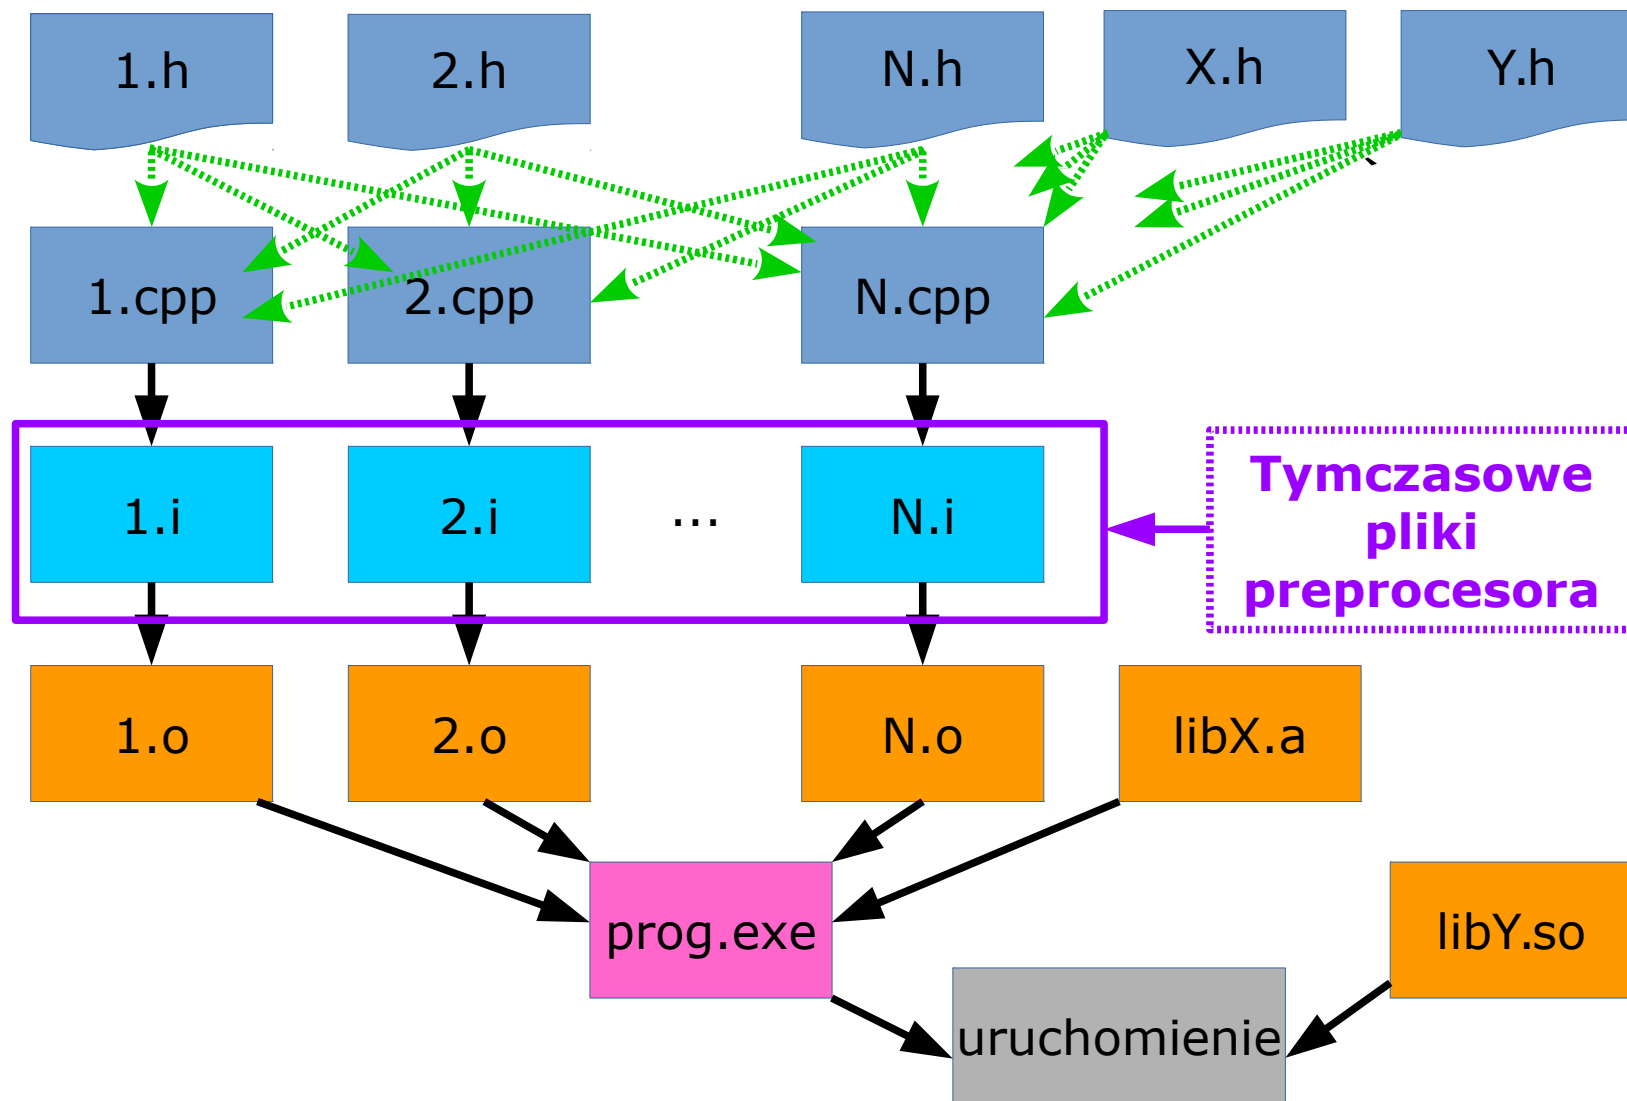 1.h
2.h
N.h
X.h
Y.h
1.cpp
2.cpp
N.cpp
1.i
2.i
...
N.i
Tymczasowe
pliki
preprocesora
1.o
2.o
N.o
libX.a
prog.exe
libY.so
uruchomienie